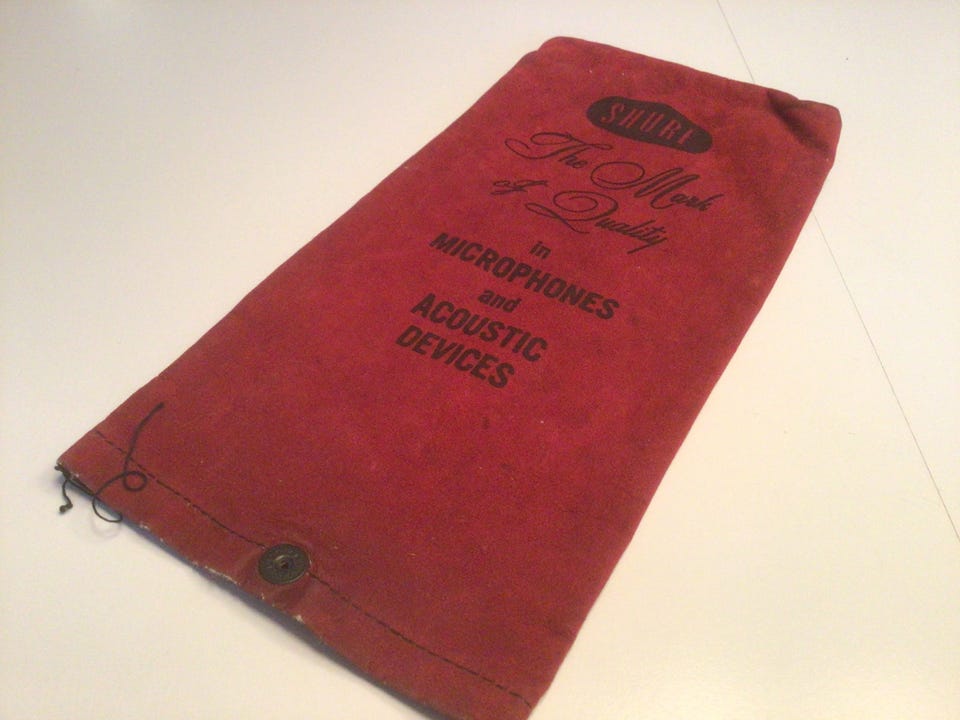 SHURE
The Mark
of Quality
in
MICROPHONES
and
ACOUSTIC
DEVICES